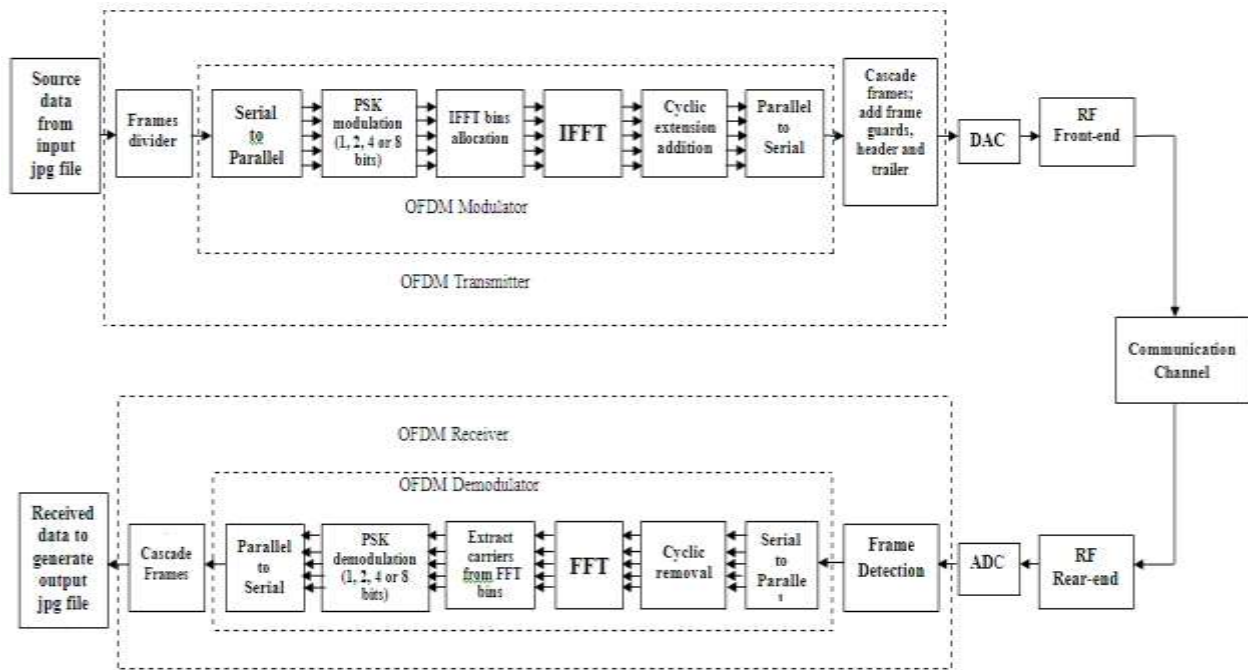 Source
data
from
input
jpg file
Frames
divider
Serial
to
Parallel
PSK
modulation
(1, 2, 4 or 8
bits)
IFFT bins
allocation
IFFT
Cyclic
extension
addition
Parallel
to
Serial
Cascade
frames;
add frame
guards,
header and
trailer
DAC
RF
Front-end
OFDM Modulator
OFDM Transmitter
Communication
Channel
OFDM Receiver
OFDM Demodulator
Received
data to
generate
output
jpg file
Cascade
Frames
Parallel
to
Serial
PSK
demodulation
(1, 2, 4 or 8
bits)
Extract
carriers
from FFT
bins
FFT
Cyclic
removal
Serial
to
Paralle
l
Frame
Detection
ADC
RF
Rear-end